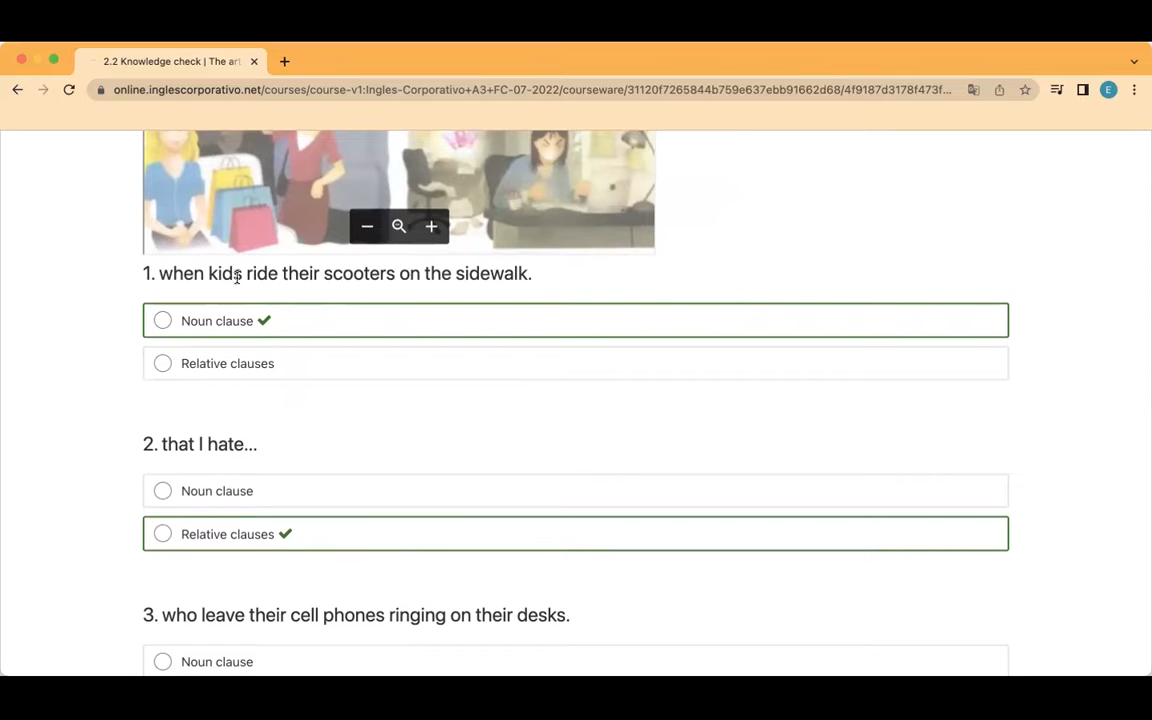 2.2 Knowledge check | The art
online.inglescorporativo.net/courses/course-v1:Ingles-Corporativo+A3+FC-07-2022/courseware/31120f7265844b759e637ebb91662d68/4f9187d3178f473f...
E
1. when kids ride their scooters on the sidewalk.
Noun clause
Relative clauses
2. that I hate...
Noun clause
Relative clauses
3. who leave their cell phones ringing on their desks.
Noun clause